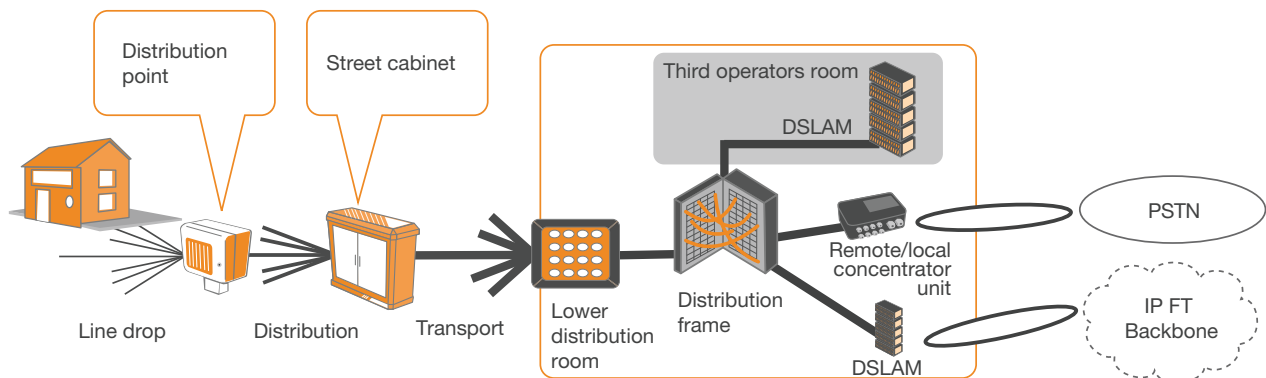 Distribution
point
Street cabinet
Third operators room
DSLAM
PSTN
Remote/local
concentrator
unit
IP FT
Backbone
Line drop
Distribution
Transport
Lower
distribution
room
Distribution
frame
DSLAM